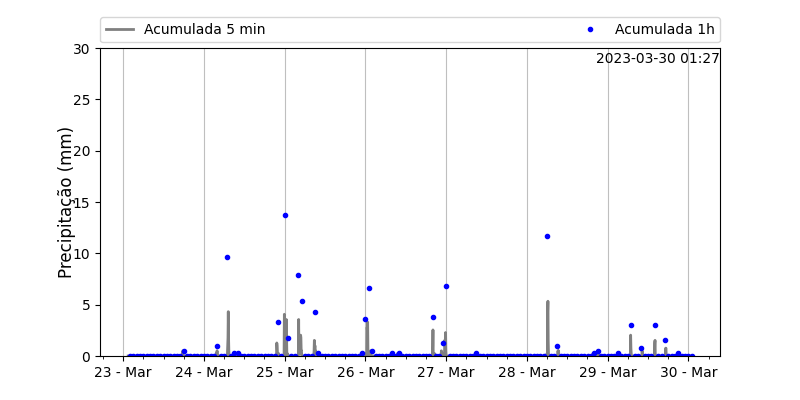 Acumulada 5 min
Acumulada 1h
2023-03-30 01:27
Precipitação (mm)
30
25
20
15
10
5
0
23 - Mar
24 - Mar
25 - Mar
26 - Mar
27 - Mar
28 - Mar
29 - Mar
30 - Mar